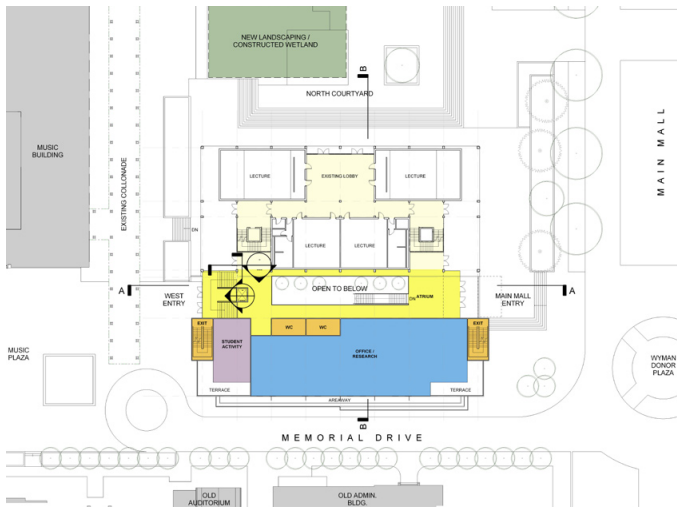 NEW LANDSCAPING /
CONSTRUCTED WETLAND
B
NORTH COURTYARD
MAIN MALL
MUSIC
BUILDING
EXISTING COLLONADE
LECTURE
EXISTING LOBBY
LECTURE
DN
LECTURE
LECTURE
A
WEST
ENTRY
OPEN TO BELOW
DN
ATRIUM
MAIN MALL
ENTRY
A
EXIT
WC
WC
EXIT
STUDENT
ACTIVITY
OFFICE /
RESEARCH
MUSIC
PLAZA
WYMAN
DONOR
PLAZA
TERRACE
TERRACE
AREAWAY
B
MEMORIAL DRIVE
OLD
AUDITORIUM
OLD ADMIN.
BLDG.